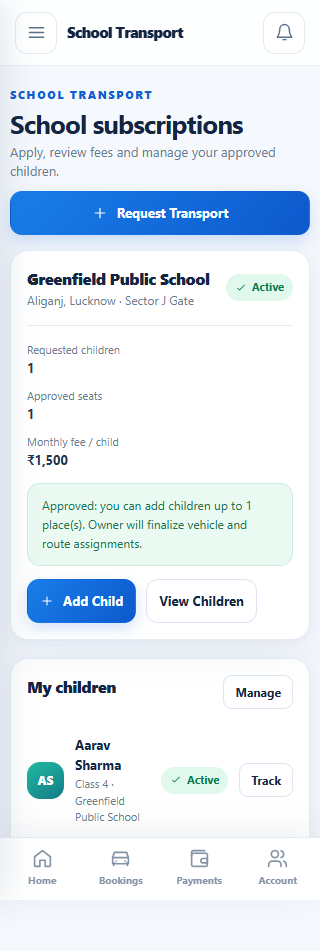 School Transport
SCHOOL TRANSPORT
School subscriptions
Apply, review fees and manage your approved
children.
+ Request Transport
Greenfield Public School
Aliganj, Lucknow · Sector J Gate
✓ Active
Requested children
1
Approved seats
1
Monthly fee / child
₹1,500
Approved: you can add children up to 1
place(s). Owner will finalize vehicle and
route assignments.
+ Add Child
View Children
My children
Manage
AS
Aarav
Sharma
Class 4 ·
Greenfield
Public School
✓ Active
Track
Home
Bookings
Payments
Account